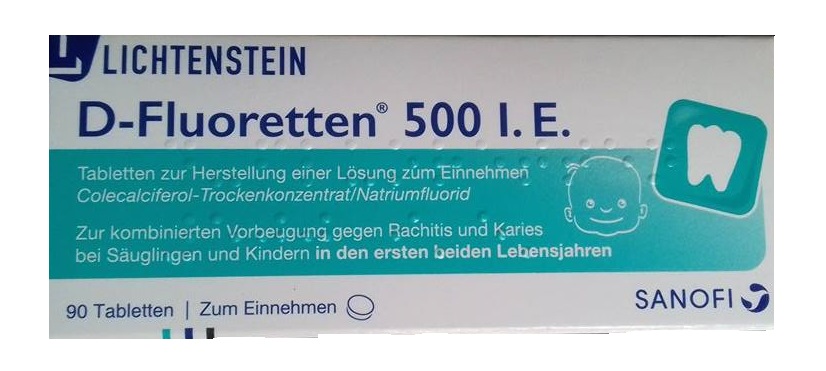 LICHTENSTEIN
D-Fluoretten® 500 I.E.
Tabletten zur Herstellung einer Lösung zum Einnehmen
Colecalciferol-Trockenkonzentrat/Natriumfluorid
Zur kombinierten Vorbeugung gegen Rachitis und Karies
bei Säuglingen und Kindern in den ersten beiden Lebensjahren
90 Tabletten | Zum Einnehmen
SANOFI